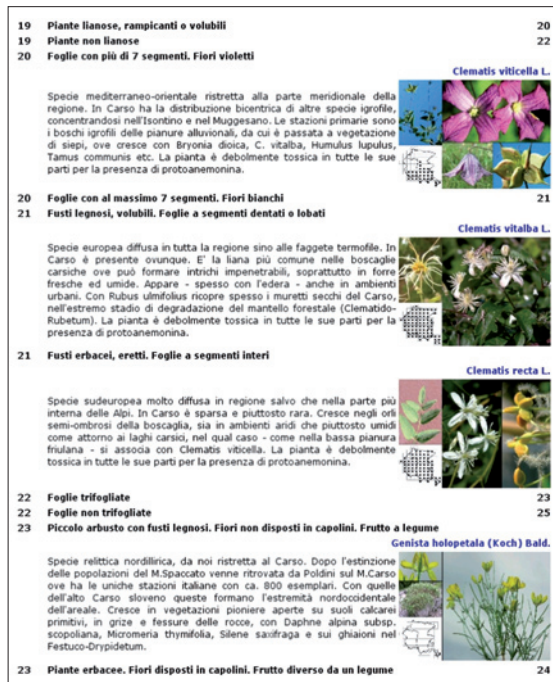 19 Piante lianose, rampicanti o volubili 20
19 Piante non lianose 22
20 Foglie con più di 7 segmenti. Fiori violetti
Clematis viticella L.
Specie mediterraneo-orientale ristretta alla parte meridionale della
regione. In Carso ha la distribuzione bicentrica di altre specie igrofile,
concentrandosi nell'Isontino e nel Muggesano. Le stazioni primarie sono
i boschi igrofili delle pianure alluvionali, da cui è passata a vegetazione
di siepi, ove cresce con Bryonia dioica, C. vitalba, Humulus lupulus,
Tamus communis etc. La pianta è debolmente tossica in tutte le sue
parti per la presenza di protoanemonina.
20 Foglie con al massimo 7 segmenti. Fiori bianchi 21
21 Fusti legnosi, volubili. Foglie a segmenti dentati o lobati
Clematis vitalba L.
Specie europea diffusa in tutta la regione sino alle faggete termofile. In
Carso è presente ovunque. E' la liana più comune nelle boscaglie
carsiche ove può formare intrichi impenetrabili, soprattutto in forre
fresche ed umide. Appare - spesso con l'edera - anche in ambienti
urbani. Con Rubus ulmifolius ricopre spesso i muretti secchi del Carso,
nell'estremo stadio di degradazione del mantello forestale (Clematido-
Rubetum). La pianta è debolmente tossica in tutte le sue parti per la
presenza di protoanemonina.
21 Fusti erbacei, eretti. Foglie a segmenti interi
Clematis recta L.
Specie sudeuropea molto diffusa in regione salvo che nella parte più
interna delle Alpi. In Carso è sparsa e piuttosto rara. Cresce negli orli
semi-ombrosi della boscaglia, sia in ambienti aridi che piuttosto umidi
come attorno ai laghi carsici, nel qual caso - come nella bassa pianura
friulana - si associa con Clematis viticella. La pianta è debolmente
tossica in tutte le sue parti per la presenza di protoanemonina.
22 Foglie trifogliate 23
22 Foglie non trifogliate 25
23 Piccolo arbusto con fusti legnosi. Fiori non disposti in capolini. Frutto a legume
Genista holopetala (Koch) Bald.
Specie relittica nordillirica, da noi ristretta al Carso. Dopo l'estinzione
delle popolazioni del M.Spaccato venne ritrovata da Poldini sul M.Carso
ove ha le uniche stazioni italiane con ca. 800 esemplari. Con quelle
dell'alto Carso sloveno queste formano l'estremità nordoccidentale
dell'areale. Cresce in vegetazioni pioniere aperte su suoli calcarei
primitivi, in grize e fessure delle rocce, con Daphne alpina subsp.
scopoliana, Micromeria thymifolia, Silene saxifraga e sui ghiaioni nel
Festuco-Drypidetum.
23 Piante erbacee. Fiori disposti in capolini. Frutto diverso da un legume 24